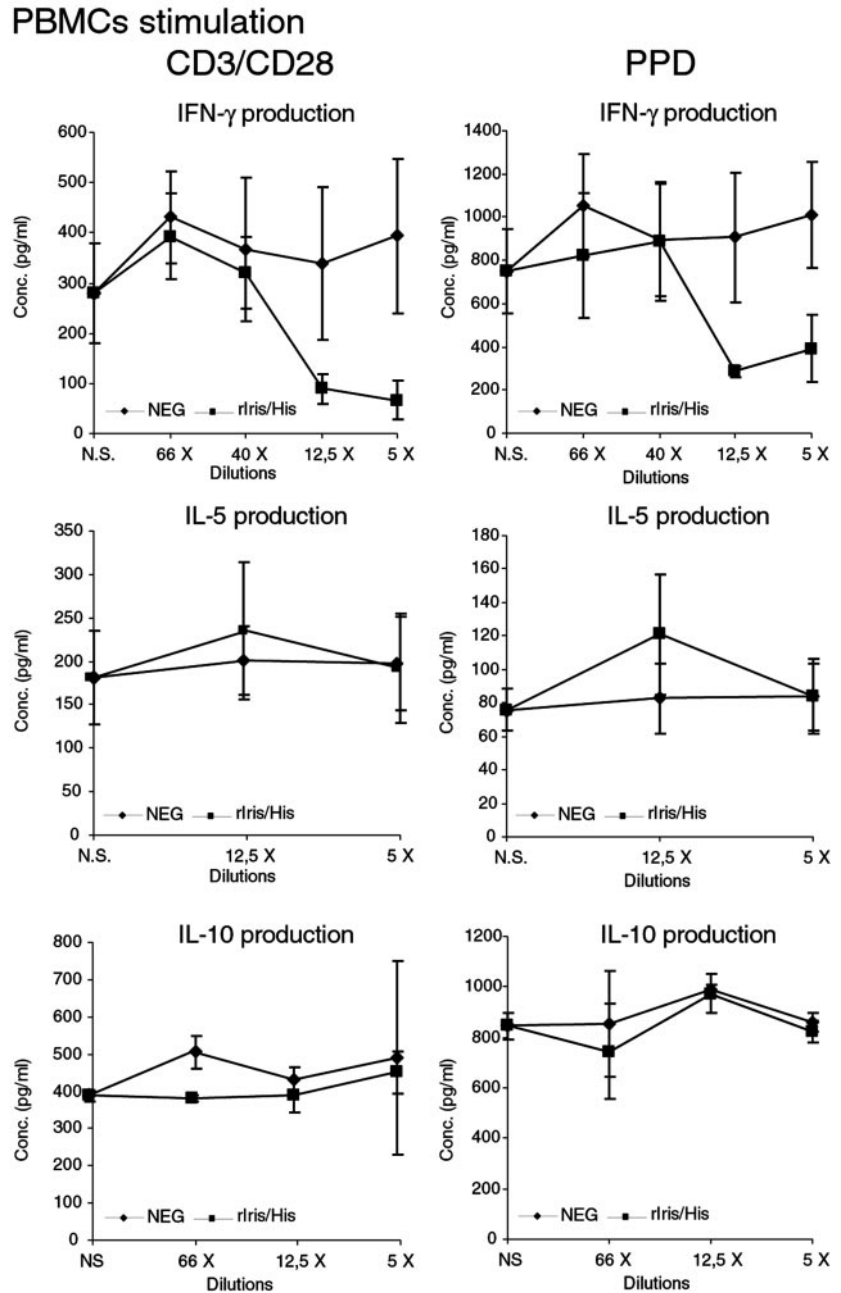 PBMCs stimulation
CD3/CD28
PPD
IFN-γ production
600
500
400
300
200
100
0
Conc. (pg/ml)
NEG rIris/His
N.S. 66 X 40 X 12,5 X 5 X
Dilutions
IFN-γ production
1400
1200
1000
800
600
400
200
0
Conc. (pg/ml)
NEG rIris/His
N.S. 66 X 40 X 12,5 X 5 X
Dilutions
IL-5 production
350
300
250
200
150
100
50
0
Conc. (pg/ml)
NEG rIris/His
N.S. 12,5 X 5 X
Dilutions
IL-5 production
180
160
140
120
100
80
60
40
20
0
Conc. (pg/ml)
NEG rIris/His
N.S. 12,5 X 5 X
Dilutions
IL-10 production
800
700
600
500
400
300
200
100
0
Conc. (pg/ml)
NEG rIris/His
NS 66 X 12,5 X 5 X
Dilutions
IL-10 production
1200
1000
800
600
400
200
0
Conc. (pg/ml)
NEG rIris/His
NS 66 X 12,5 X 5 X
Dilutions